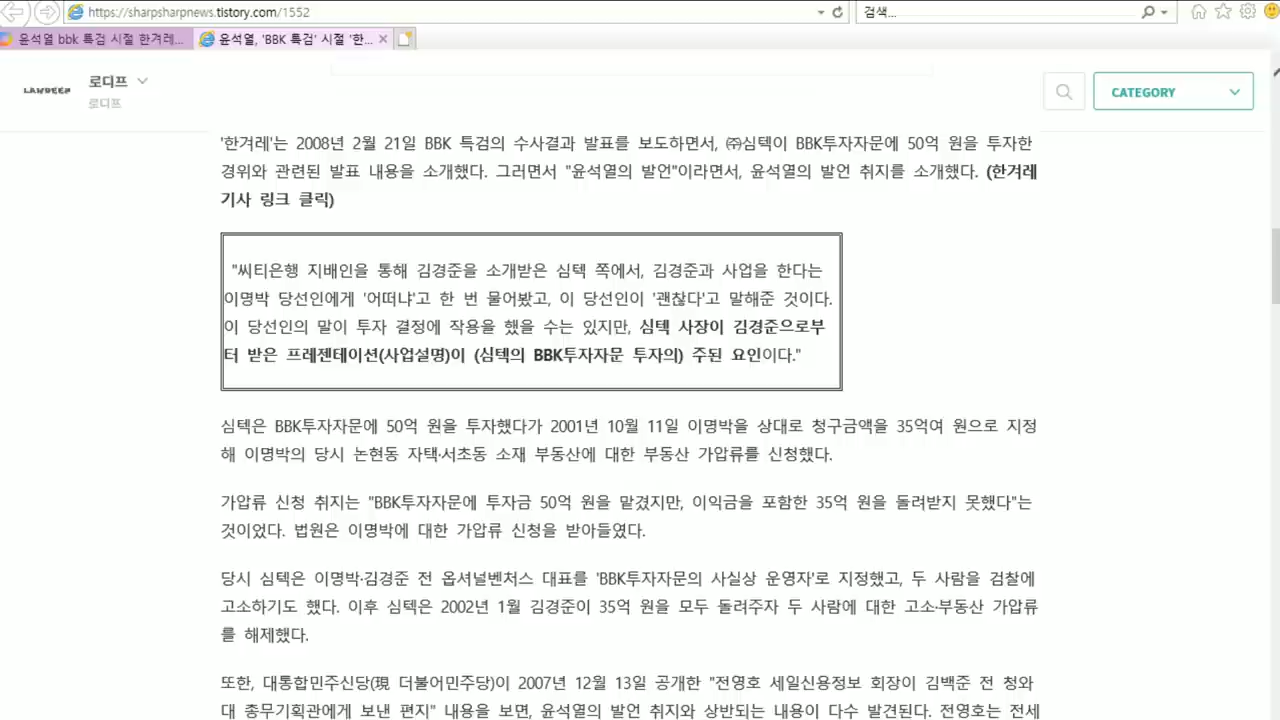 https://sharpsharpnews.tistory.com/1552
검색...
윤석열 bbk 특검 시절 한겨레...
윤석열, 'BBK 특검' 시절 '한...
LAWDEEP
로디프
로디프
CATEGORY
'한겨레'는 2008년 2월 21일 BBK 특검의 수사결과 발표를 보도하면서, ㈜심텍이 BBK투자자문에 50억 원을 투자한
경위와 관련된 발표 내용을 소개했다. 그러면서 "윤석열의 발언"이라면서, 윤석열의 발언 취지를 소개했다. (한겨레
기사 링크 클릭)
"씨티은행 지배인을 통해 김경준을 소개받은 심텍 쪽에서, 김경준과 사업을 한다는
이명박 당선인에게 '어떠냐'고 한 번 물어봤고, 이 당선인이 '괜찮다'고 말해준 것이다.
이 당선인의 말이 투자 결정에 작용을 했을 수는 있지만, 심텍 사장이 김경준으로부
터 받은 프레젠테이션(사업설명)이 (심텍의 BBK투자자문 투자의) 주된 요인이다."
심텍은 BBK투자자문에 50억 원을 투자했다가 2001년 10월 11일 이명박을 상대로 청구금액을 35억여 원으로 지정
해 이명박의 당시 논현동 자택·서초동 소재 부동산에 대한 부동산 가압류를 신청했다.
가압류 신청 취지는 "BBK투자자문에 투자금 50억 원을 맡겼지만, 이익금을 포함한 35억 원을 돌려받지 못했다"는
것이었다. 법원은 이명박에 대한 가압류 신청을 받아들였다.
당시 심텍은 이명박·김경준 전 옵셔널벤처스 대표를 'BBK투자자문의 사실상 운영자'로 지정했고, 두 사람을 검찰에
고소하기도 했다. 이후 심텍은 2002년 1월 김경준이 35억 원을 모두 돌려주자 두 사람에 대한 고소·부동산 가압류
를 해제했다.
또한, 대통합민주신당(現 더불어민주당)이 2007년 12월 13일 공개한 "전영호 세일신용정보 회장이 김백준 전 청와
대 총무기획관에게 보낸 편지" 내용을 보면, 윤석열의 발언 취지와 상반되는 내용이 다수 발견된다. 전영호는 전세